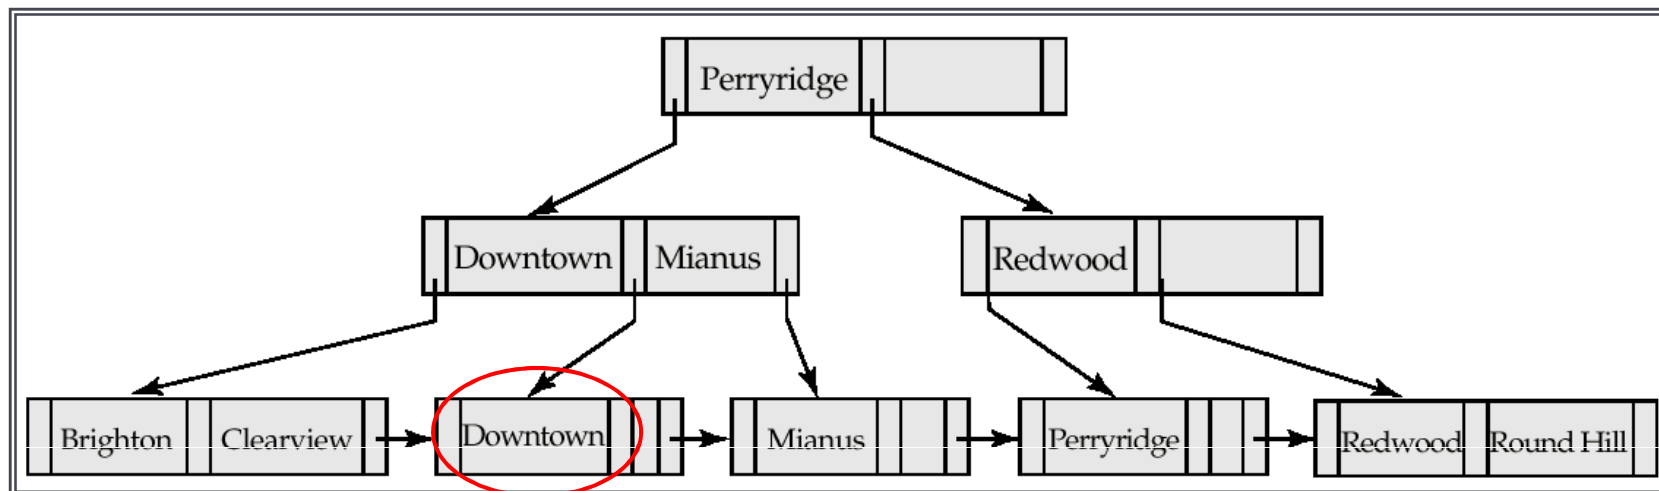 Perryridge
Downtown Mianus Redwood
Brighton Clearview Downtown Mianus Perryridge Redwood Round Hill